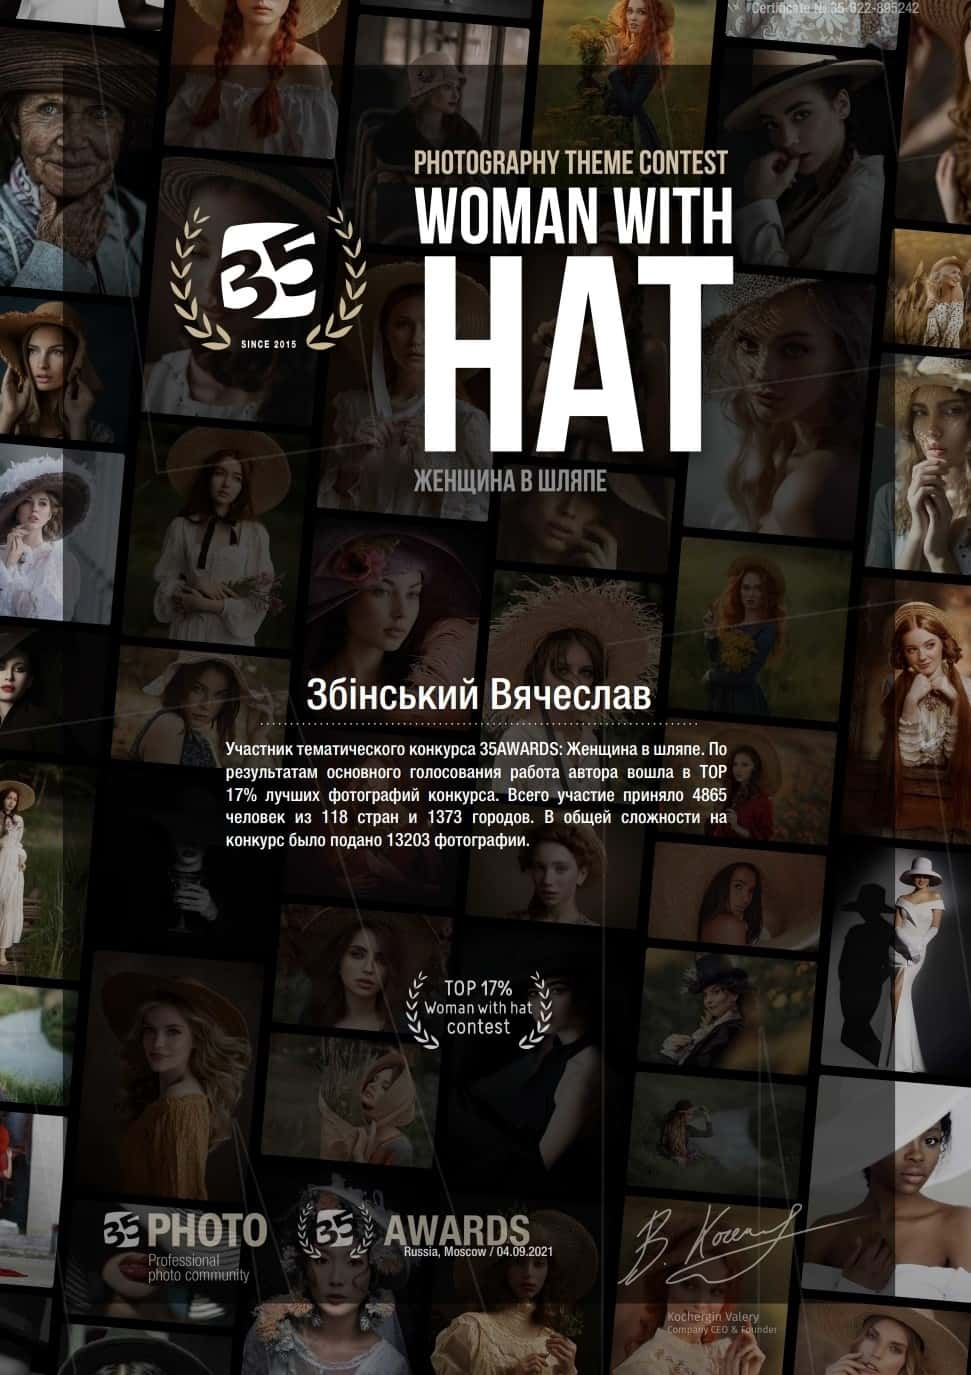 Certificate № 35-922-895242
PHOTOGRAPHY THEME CONTEST
WOMAN WITH
HAT
ЖЕНЩИНА В ШЛЯПЕ
35
SINCE 2015
Збінський Вячеслав
Участник тематического конкурса 35AWARDS: Женщина в шляпе. По
результатам основного голосования работа автора вошла в TOP
17% лучших фотографий конкурса. Всего участие приняло 4865
человек из 118 стран и 1373 городов. В общей сложности на
конкурс было подано 13203 фотографии.
TOP 17%
Woman with hat
contest
35 PHOTO
Professional
photo community
35 AWARDS
Russia, Moscow / 04.09.2021
Kochergin Valery
Company CEO & Founder